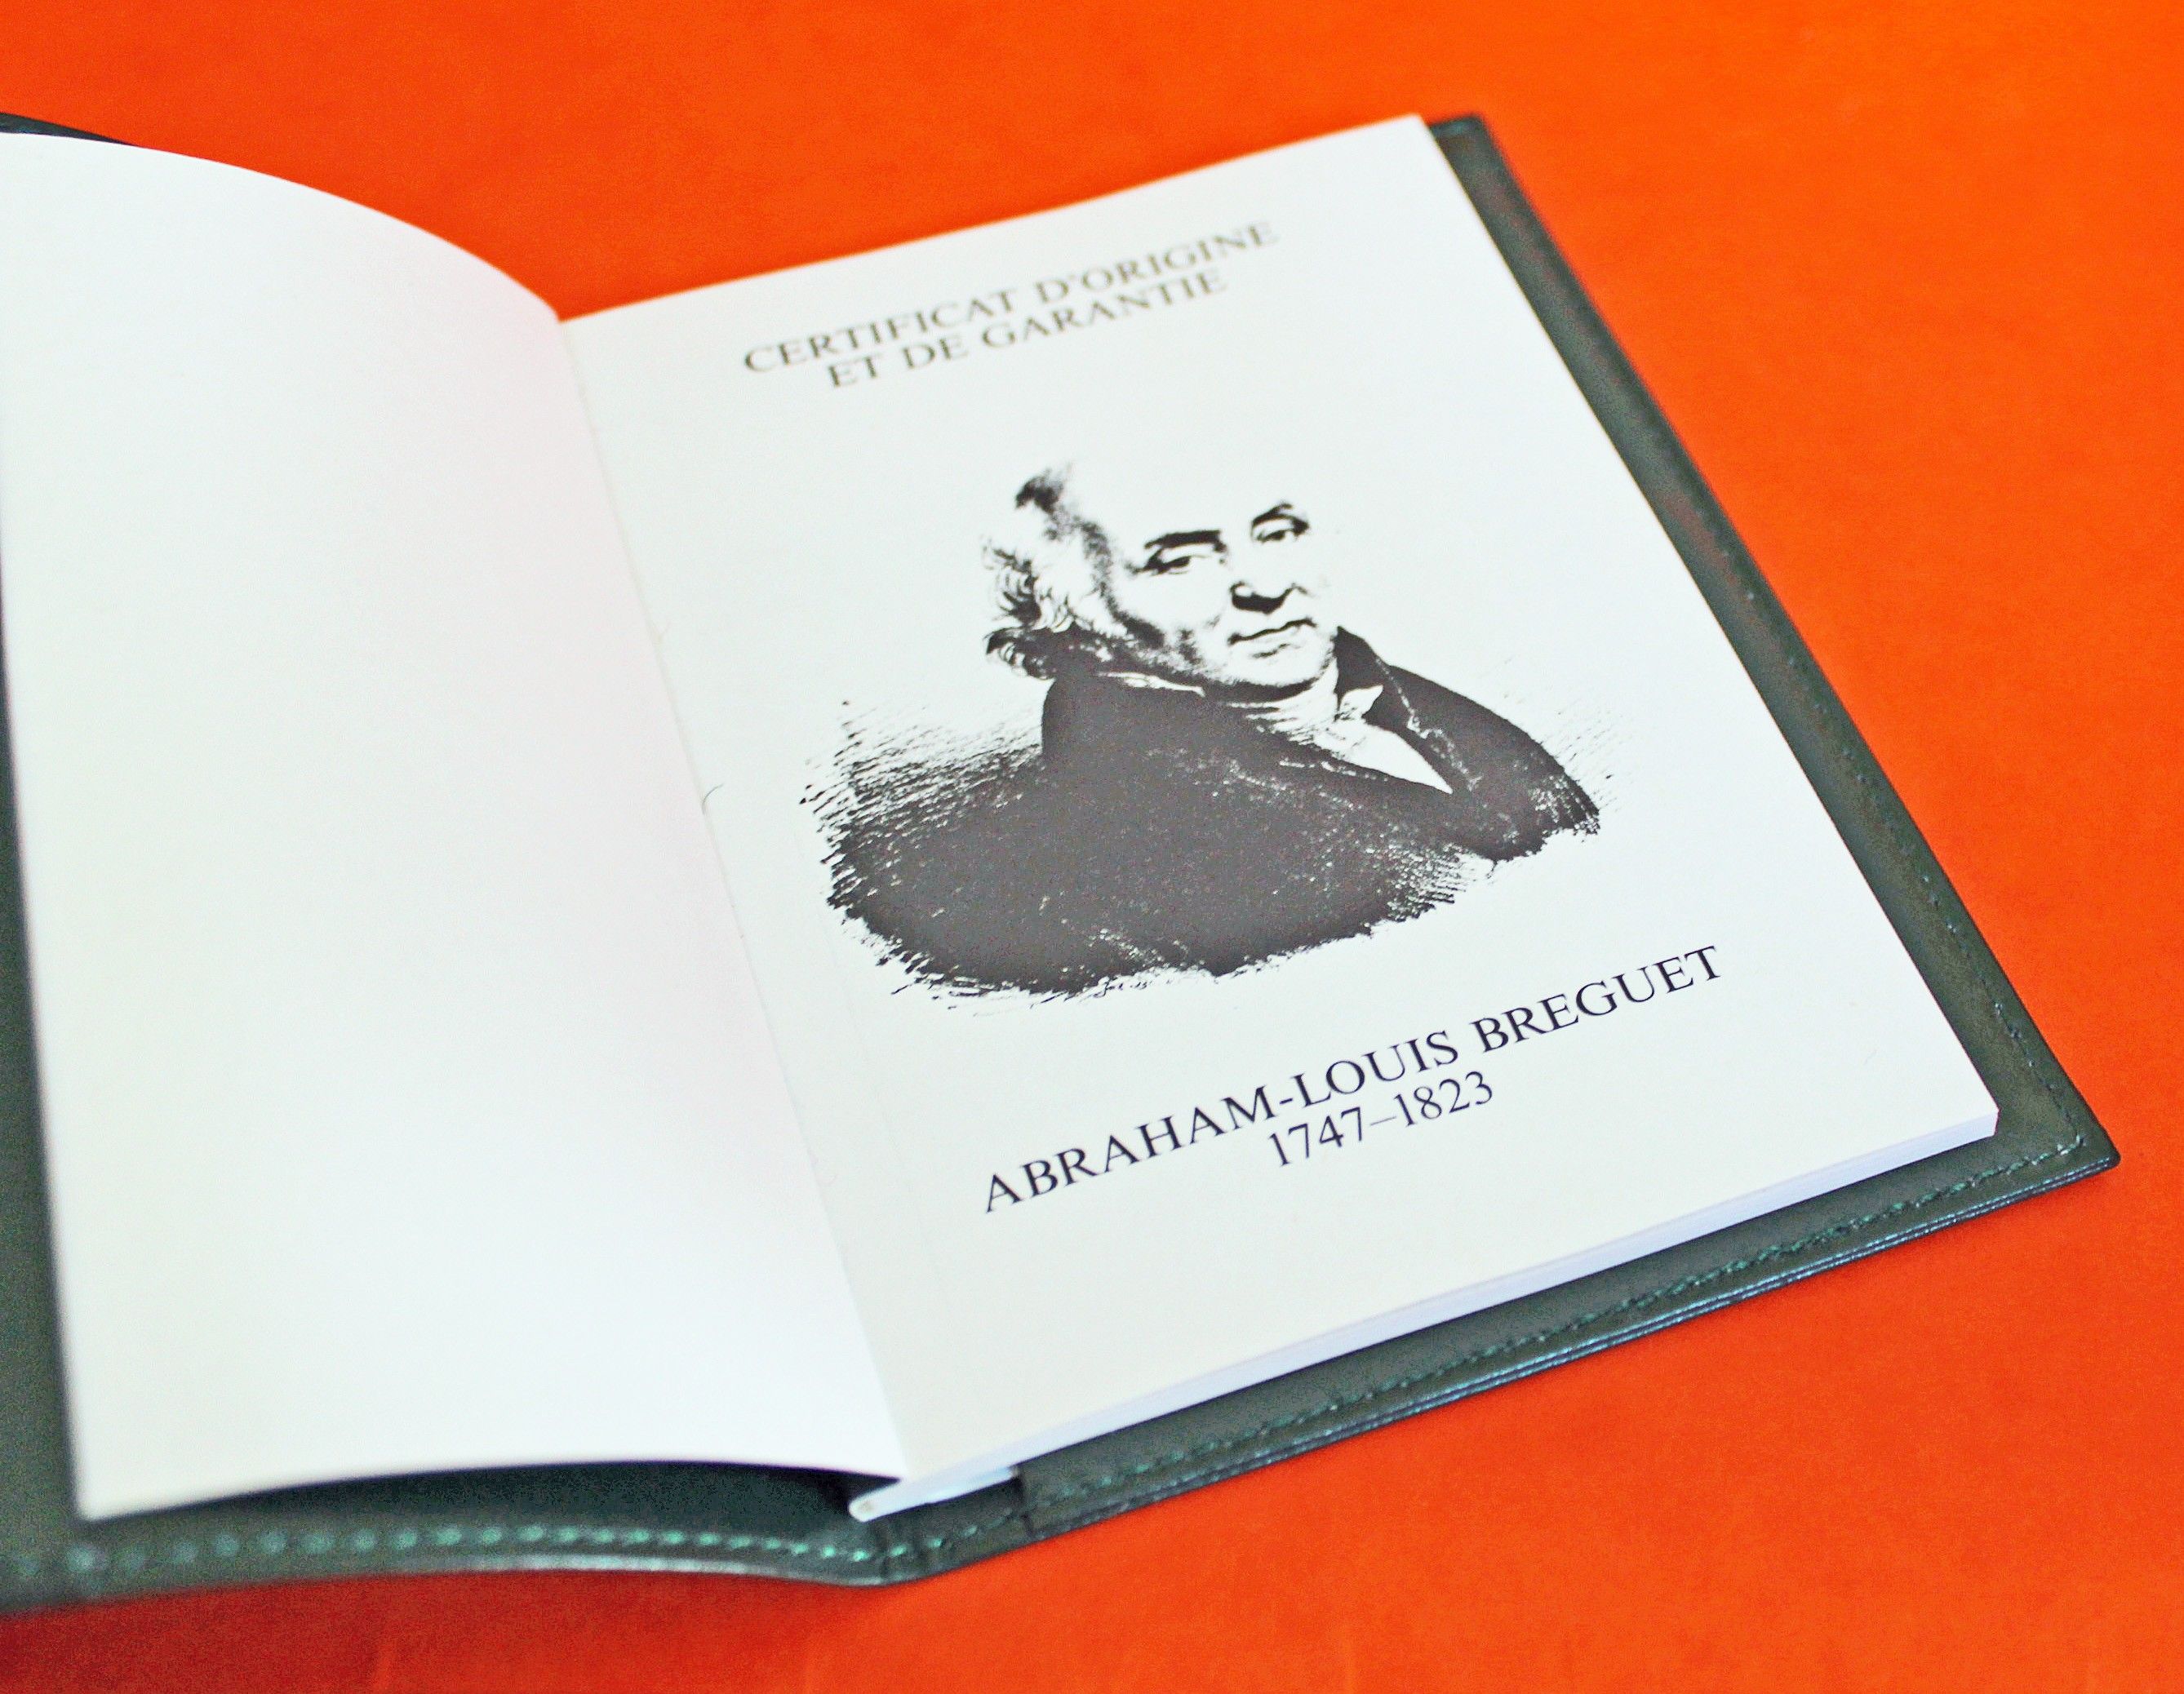 CERTIFICAT D'ORIGINE
ET DE GARANTIE
ABRAHAM-LOUIS BREGUET
1747–1823